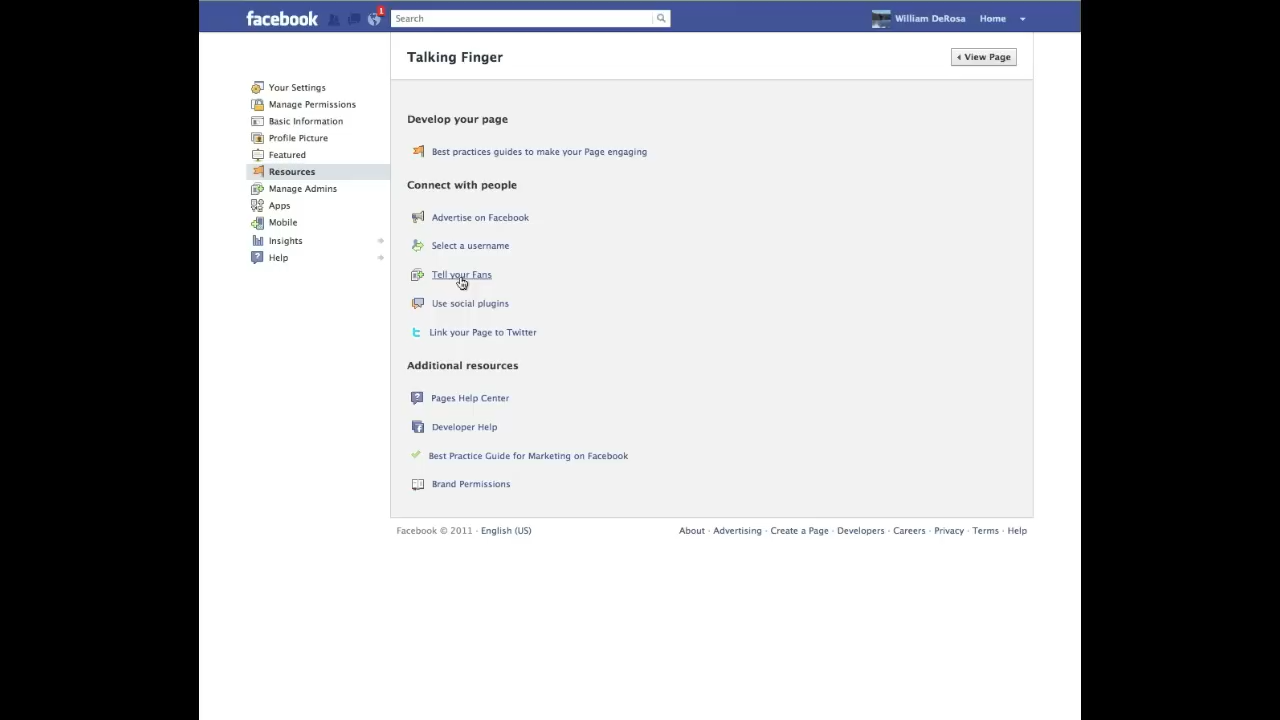 facebook
1
Search
William DeRosa
Home
Talking Finger
View Page
Your Settings
Manage Permissions
Basic Information
Profile Picture
Featured
Resources
Manage Admins
Apps
Mobile
Insights
Help
Develop your page
Best practices guides to make your Page engaging
Connect with people
Advertise on Facebook
Select a username
Tell your Fans
Use social plugins
Link your Page to Twitter
Additional resources
Pages Help Center
Developer Help
Best Practice Guide for Marketing on Facebook
Brand Permissions
Facebook © 2011 · English (US)
About · Advertising · Create a Page · Developers · Careers · Privacy · Terms · Help